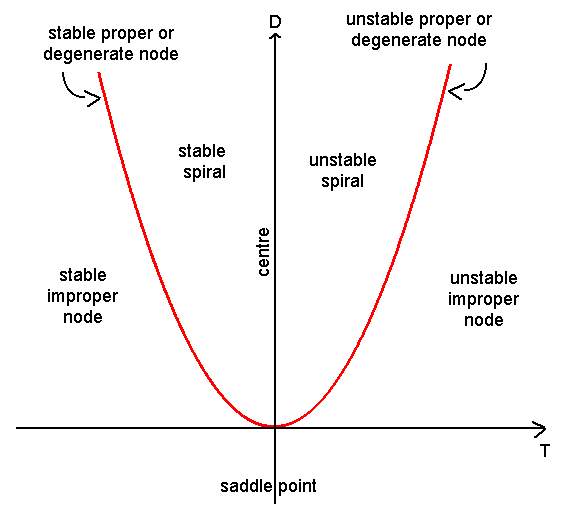 stable proper or
degenerate node
D
unstable proper or
degenerate node
stable
spiral
unstable
spiral
centre
stable
improper
node
unstable
improper
node
T
saddle point